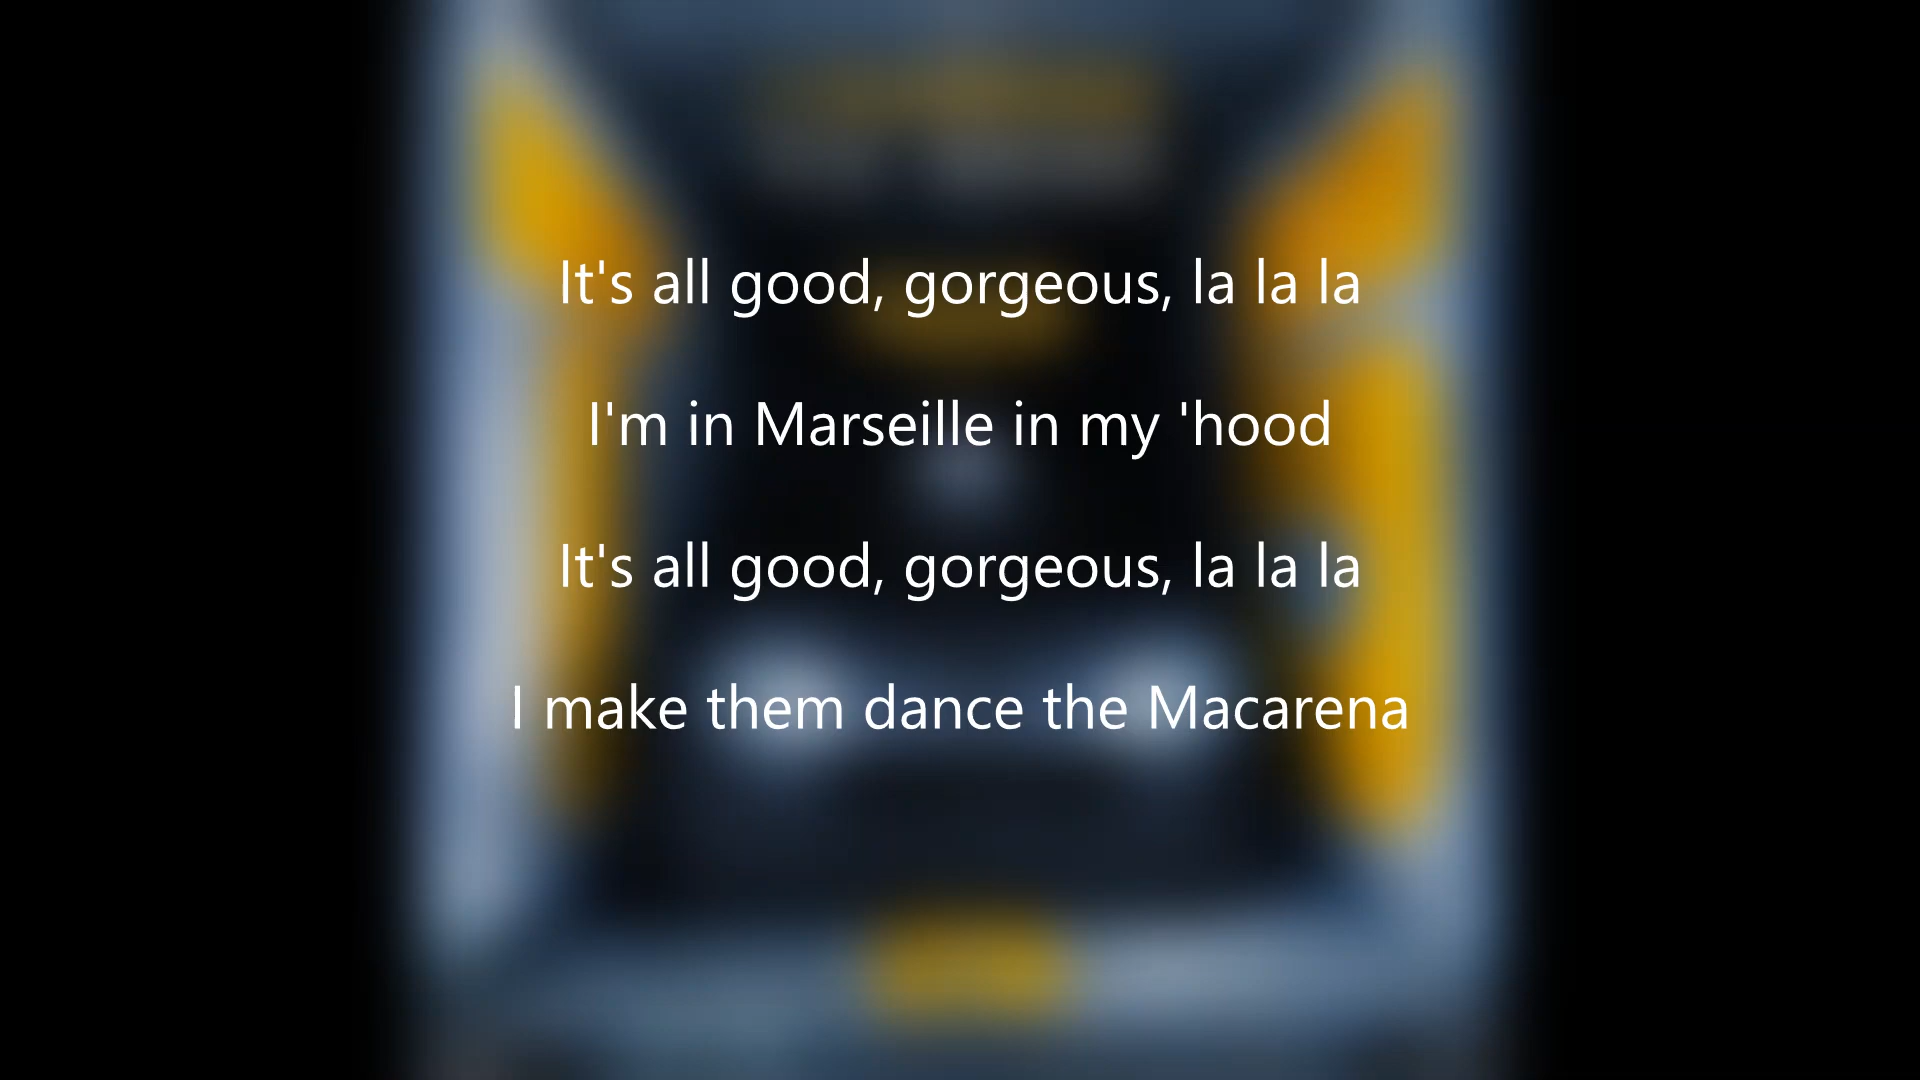 It's all good, gorgeous, la la la
I'm in Marseille in my 'hood
It's all good, gorgeous, la la la
I make them dance the Macarena